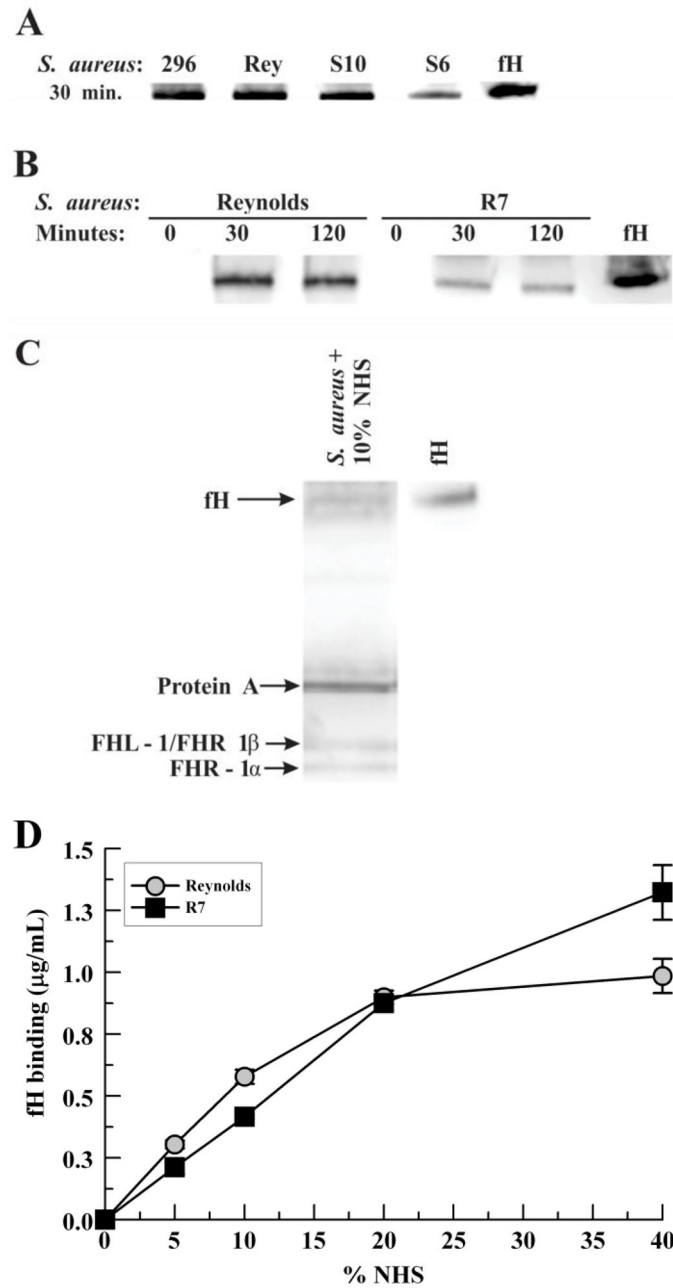 A
S. aureus: 296 Rey S10 S6 fH
30 min.
B
S. aureus: Reynolds R7
Minutes: 0 30 120 0 30 120 fH
C
S. aureus +
10% NHS
fH
fH
Protein A
FHL - 1/FHR 1β
FHR - 1α
D
1.5
1.3
1.0
0.8
0.5
0.3
0.0
fH binding (µg/mL)
Reynolds
R7
0 5 10 15 20 25 30 35 40
% NHS